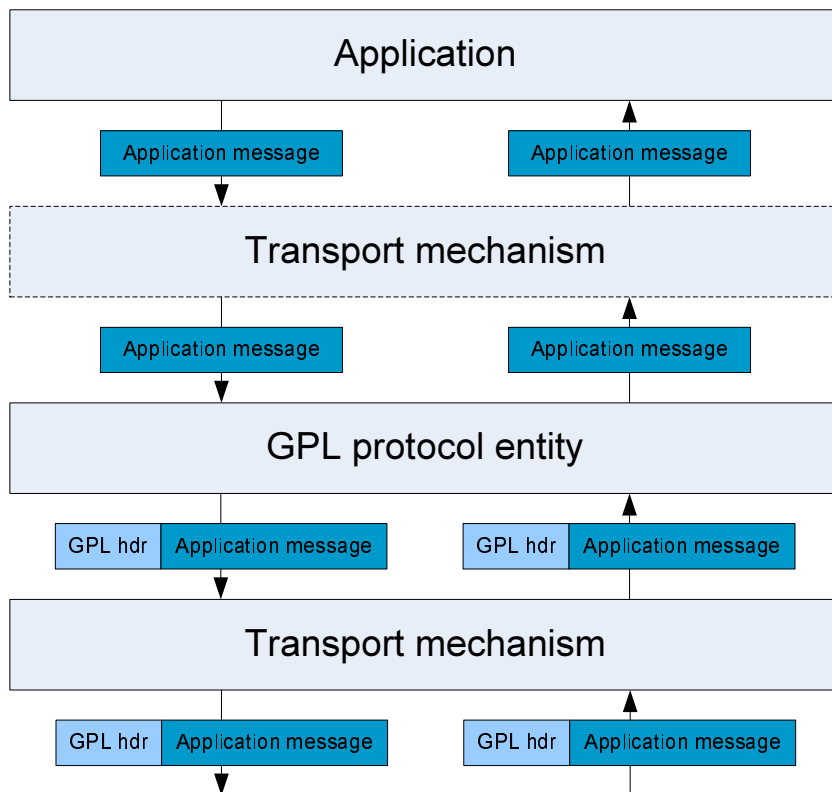 Application
Application message Application message
Transport mechanism
Application message Application message
GPL protocol entity
GPL hdr Application message GPL hdr Application message
Transport mechanism
GPL hdr Application message GPL hdr Application message